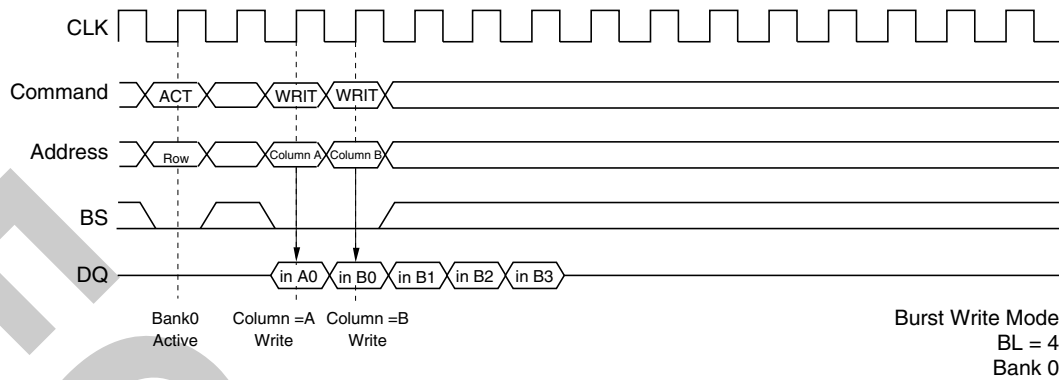 CLK
Command ACT WRIT WRIT
Address Row Column A Column B
BS
DQ in A0 in B0 in B1 in B2 in B3
Bank0 Column =A Column =B
Active Write Write
Burst Write Mode
BL = 4
Bank 0